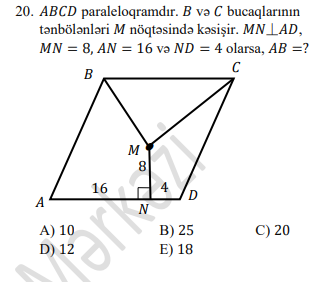 20. ABCD paraleloqramdır. B və C bucaqlarının
tənbölənləri M nöqtəsində kəsişir. MN⊥AD,
MN = 8, AN = 16 və ND = 4 olarsa, AB =?
B
C
M
8
16
4
A
N
D
A) 10
B) 25
C) 20
D) 12
E) 18
Mərkəzi